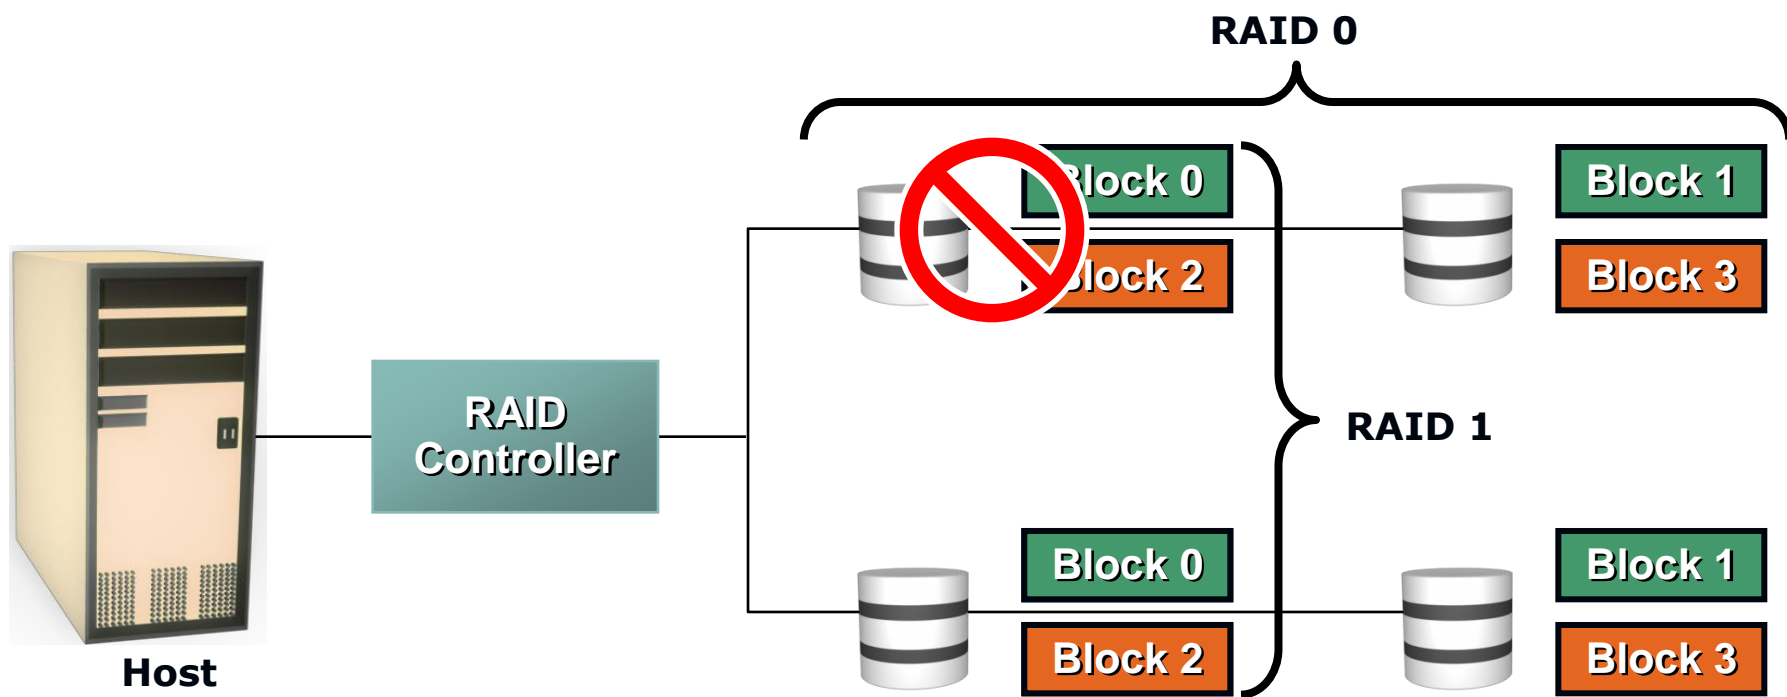 RAID 0
Block 0
Block 1
Block 2
Block 3
RAID
Controller
RAID 1
Block 0
Block 1
Block 2
Block 3
Host